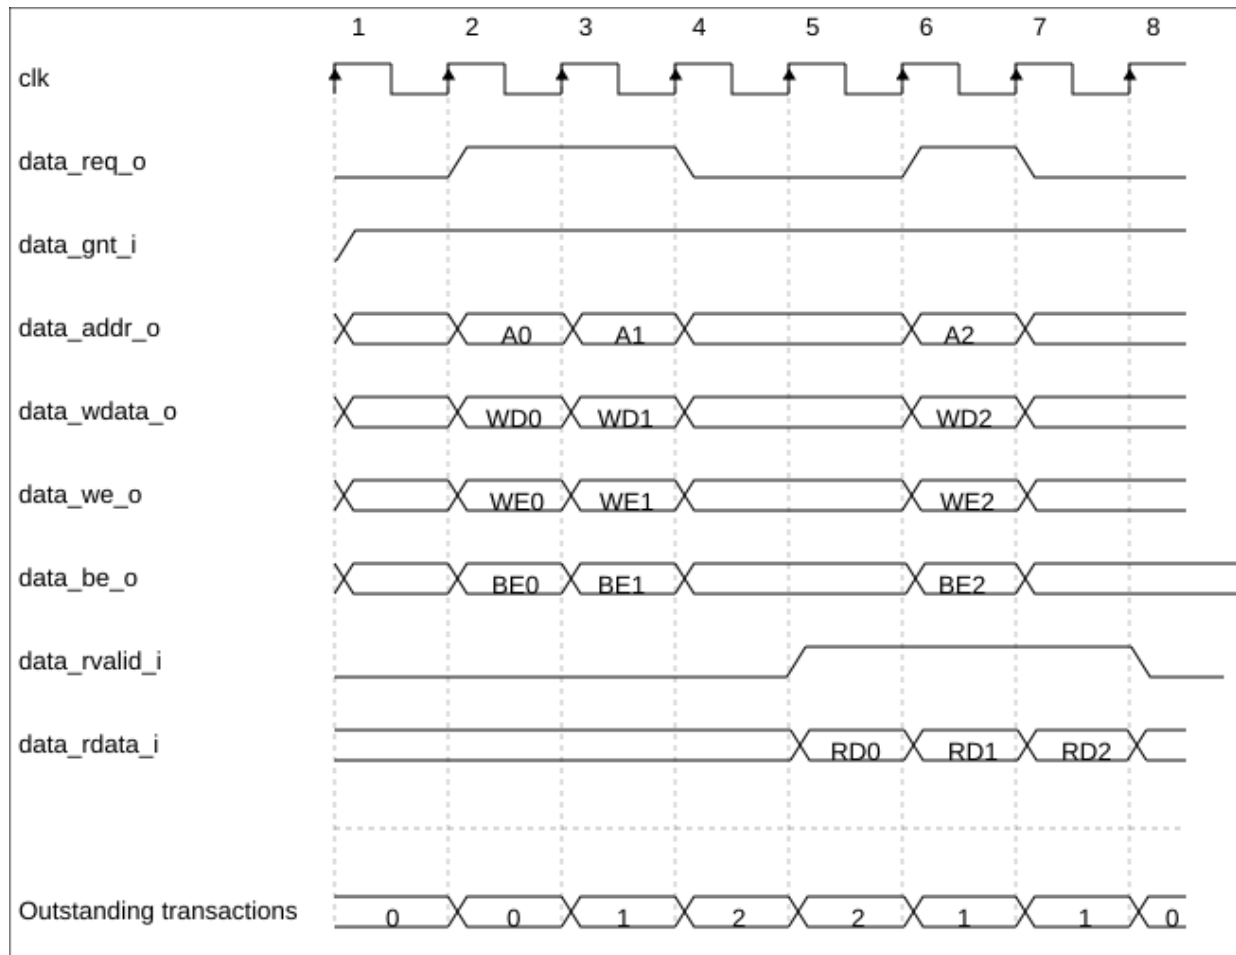 1 2 3 4 5 6 7 8
clk
data_req_o
data_gnt_i
data_addr_o A0 A1 A2
data_wdata_o WD0 WD1 WD2
data_we_o WE0 WE1 WE2
data_be_o BE0 BE1 BE2
data_rvalid_i
data_rdata_i RD0 RD1 RD2
Outstanding transactions 0 0 1 2 2 1 1 0